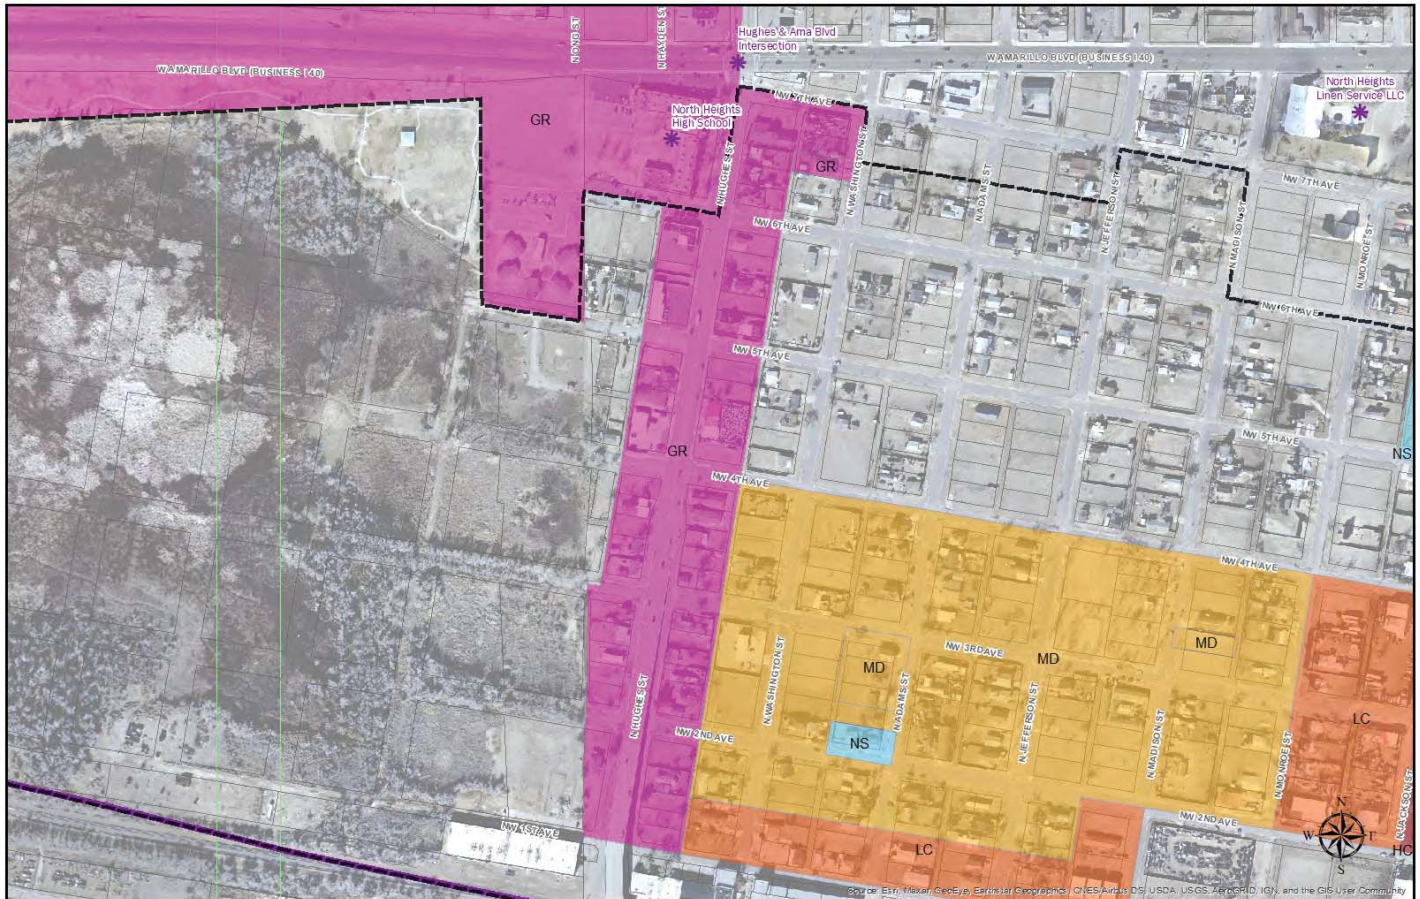 N ONG ST
N HAYDEN ST
Hughes & Ama Blvd
Intersection
W AMARILLO BLVD (BUSINESS I 40)
W AMARILLO BLVD (BUSINESS I 40)
North Heights
Linen Service LLC
North Heights
High School
NW 7TH AVE
GR
GR
N HUGHES ST
N WASHINGTON ST
N ADAMS ST
N JEFFERSON ST
NW 7TH AVE
N MADISON ST
N MONROE ST
NW 6TH AVE
NW 6TH AVE
NW 5TH AVE
NW 5TH AVE
NS
GR
NW 4TH AVE
NW 4TH AVE
NW 3RD AVE
MD
MD
MD
N HUGHES ST
N WASHINGTON ST
N ADAMS ST
N JEFFERSON ST
N MADISON ST
N MONROE ST
LC
N JACKSON ST
NW 2ND AVE
NS
NW 2ND AVE
NW 1ST AVE
LC
N
W
E
S
HC
Source: Esri, Maxar, GeoEye, Earthstar Geographics, CNES/Airbus DS, USDA, USGS, AeroGRID, IGN, and the GIS User Community